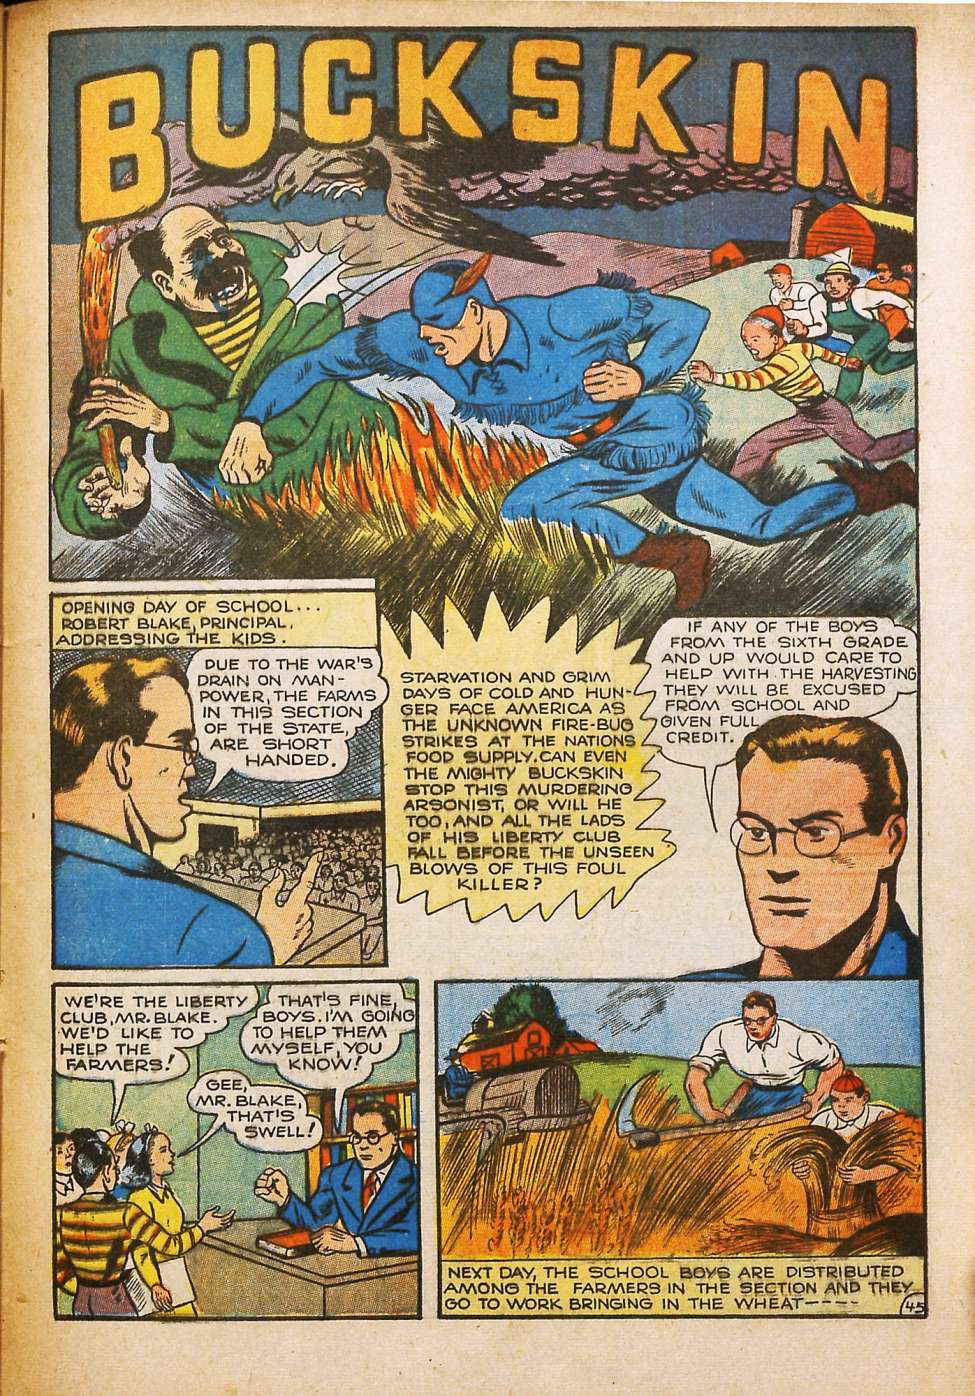 BUCKSKIN
OPENING DAY OF SCHOOL...
ROBERT BLAKE, PRINCIPAL,
ADDRESSING THE KIDS.
DUE TO THE WAR'S
DRAIN ON MAN-
POWER, THE FARMS
IN THIS SECTION
OF THE STATE,
ARE SHORT
HANDED.
STARVATION AND GRIM
DAYS OF COLD AND HUN-
GER FACE AMERICA AS
THE UNKNOWN FIRE-BUG
STRIKES AT THE NATIONS
FOOD SUPPLY. CAN EVEN
THE MIGHTY BUCKSKIN
STOP THIS MURDERING
ARSONIST, OR WILL HE
TOO, AND ALL THE LADS
OF HIS LIBERTY CLUB
FALL BEFORE THE UNSEEN
BLOWS OF THIS FOUL
KILLER?
IF ANY OF THE BOYS
FROM THE SIXTH GRADE
AND UP WOULD CARE TO
HELP WITH THE HARVESTING
THEY WILL BE EXCUSED
FROM SCHOOL AND
GIVEN FULL
CREDIT.
WE'RE THE LIBERTY
CLUB, MR. BLAKE.
WE'D LIKE TO
HELP THE
FARMERS!
THAT'S FINE,
BOYS. I'M GOING
TO HELP THEM
MYSELF, YOU
KNOW!
GEE,
MR. BLAKE,
THAT'S
SWELL!
NEXT DAY, THE SCHOOL BOYS ARE DISTRIBUTED
AMONG THE FARMERS IN THE SECTION AND THEY
GO TO WORK BRINGING IN THE WHEAT-----
45